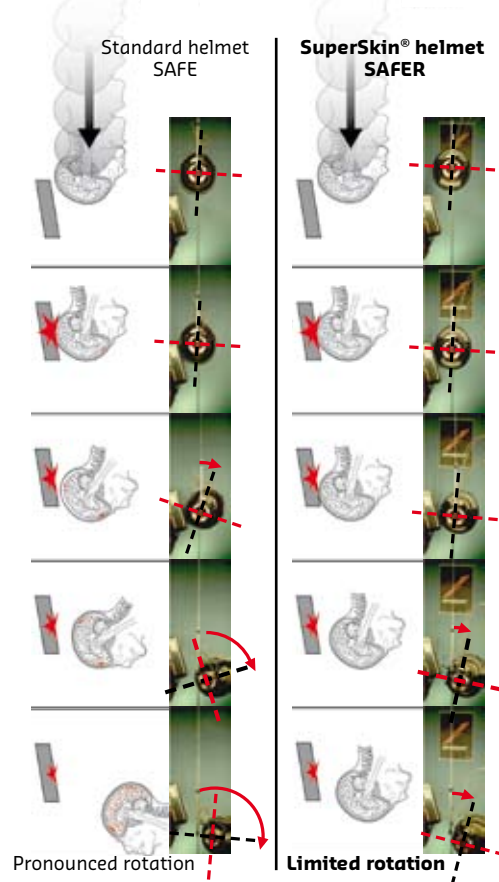 Standard helmet
SAFE
SuperSkin® helmet
SAFER
Pronounced rotation
Limited rotation